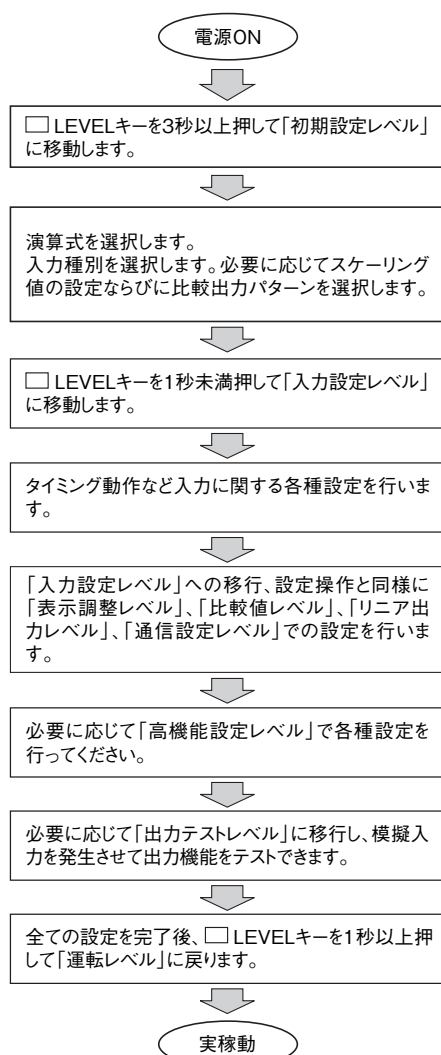 電源ON
□ LEVELキーを3秒以上押して「初期設定レベル」
に移動します。
演算式を選択します。
入力種別を選択します。必要に応じてスケーリング
値の設定ならびに比較出力パターンを選択します。
□ LEVELキーを1秒未満押して「入力設定レベル」
に移動します。
タイミング動作など入力に関する各種設定を行いま
す。
「入力設定レベル」への移行、設定操作と同様に
「表示調整レベル」、「比較値レベル」、「リニア出
力レベル」、「通信設定レベル」での設定を行いま
す。
必要に応じて「高機能設定レベル」で各種設定を
行ってください。
必要に応じて「出力テストレベル」に移行し、模擬入
力を発生させて出力機能をテストできます。
全ての設定を完了後、□ LEVELキーを1秒以上押
して「運転レベル」に戻ります。
実稼動